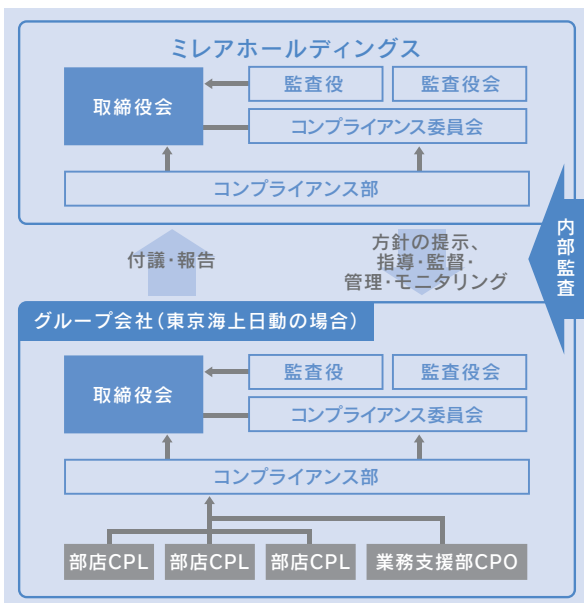 ミレアホールディングス
取締役会
監査役
監査役会
コンプライアンス委員会
コンプライアンス部
付議・報告
方針の提示、
指導・監督・
管理・モニタリング
内部監査
グループ会社（東京海上日動の場合）
取締役会
監査役
監査役会
コンプライアンス委員会
コンプライアンス部
部店CPL
部店CPL
部店CPL
業務支援部CPO